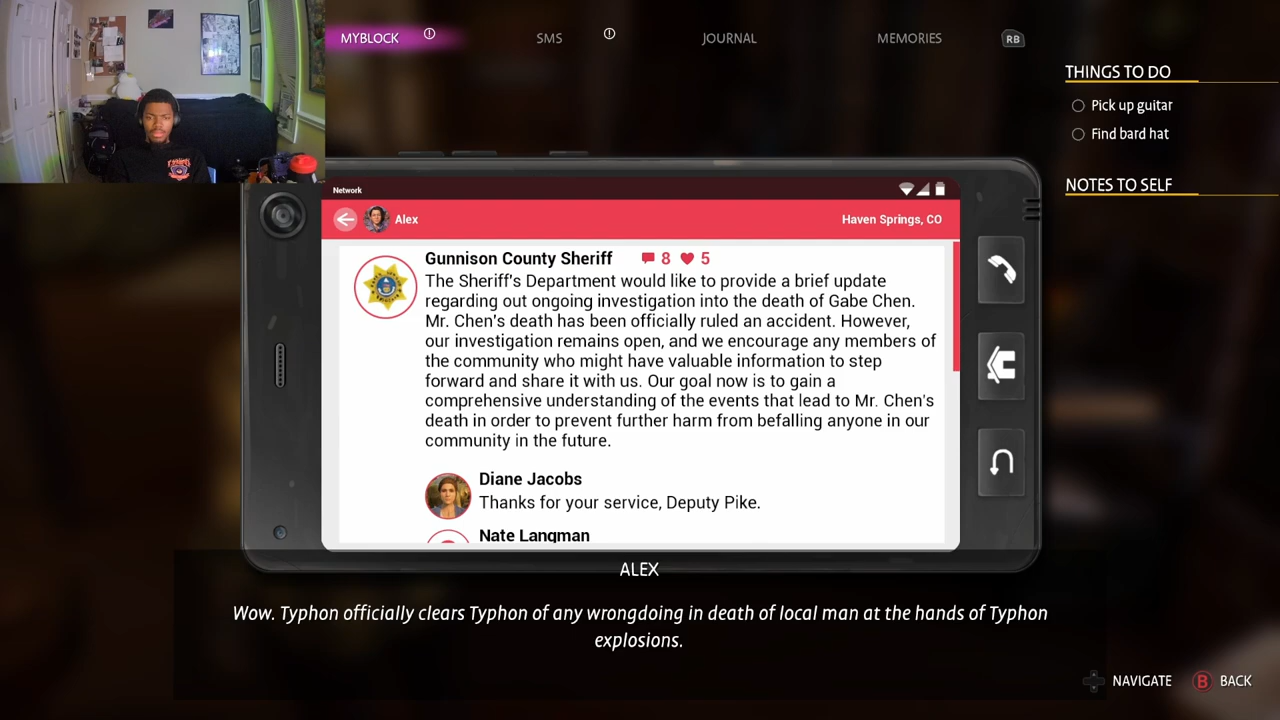 MYBLOCK
SMS
JOURNAL
MEMORIES
RB
THINGS TO DO
Pick up guitar
Find bard hat
NOTES TO SELF
Network
Alex
Haven Springs, CO
Gunnison County Sheriff 8 5
The Sheriff's Department would like to provide a brief update
regarding out ongoing investigation into the death of Gabe Chen.
Mr. Chen's death has been officially ruled an accident. However,
our investigation remains open, and we encourage any members of
the community who might have valuable information to step
forward and share it with us. Our goal now is to gain a
comprehensive understanding of the events that lead to Mr. Chen's
death in order to prevent further harm from befalling anyone in our
community in the future.
Diane Jacobs
Thanks for your service, Deputy Pike.
Nate Langman
ALEX
Wow. Typhon officially clears Typhon of any wrongdoing in death of local man at the hands of Typhon
explosions.
NAVIGATE
B BACK